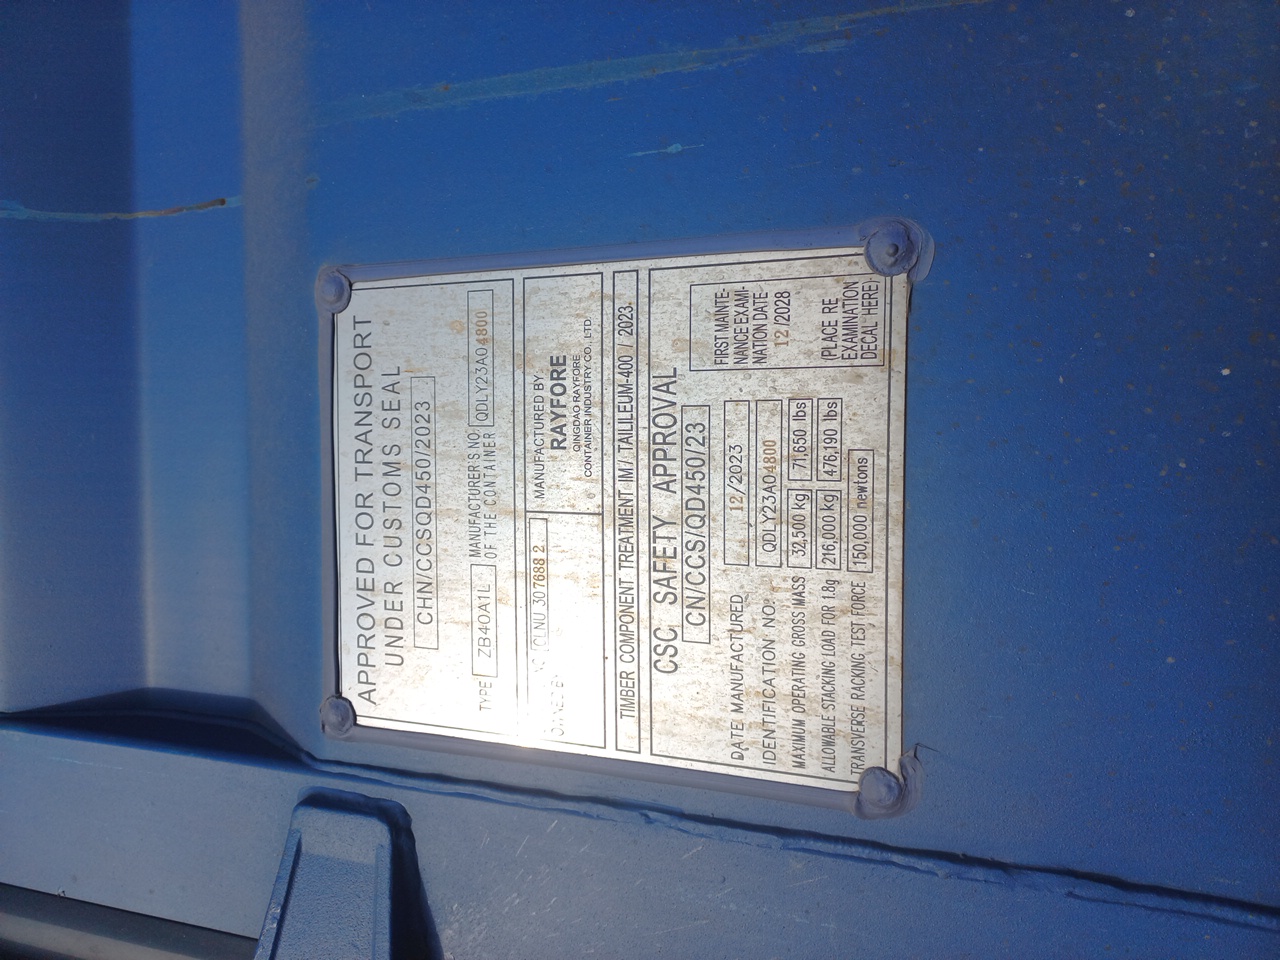 APPROVED FOR TRANSPORT
UNDER CUSTOMS SEAL
CHN/CCSQD450/2023
TYPE ZB40A1L MANUFACTURER'S NO. OF THE CONTAINER QDLY23A04800
307688 2
MANUFACTURED BY:
RAYFORE
QINGDAO RAYFORE
CONTAINER INDUSTRY CO., LTD
TIMBER COMPONENT TREATMENT IM / TAILILEUM-400 / 2023.
CSC SAFETY APPROVAL
CN/CCS/QD450/23
DATE MANUFACTURED 12/2023
IDENTIFICATION NO. QDLY23A04800
MAXIMUM OPERATING GROSS MASS 32,500 kg 71,650 lbs
ALLOWABLE STACKING LOAD FOR 1.8g 216,000 kg 476,190 lbs
TRANSVERSE RACKING TEST FORCE 150,000 newtons
FIRST MAINTE-
NANCE EXAMI-
NATION DATE
12/2028
(PLACE RE
EXAMINATION
DECAL HERE)